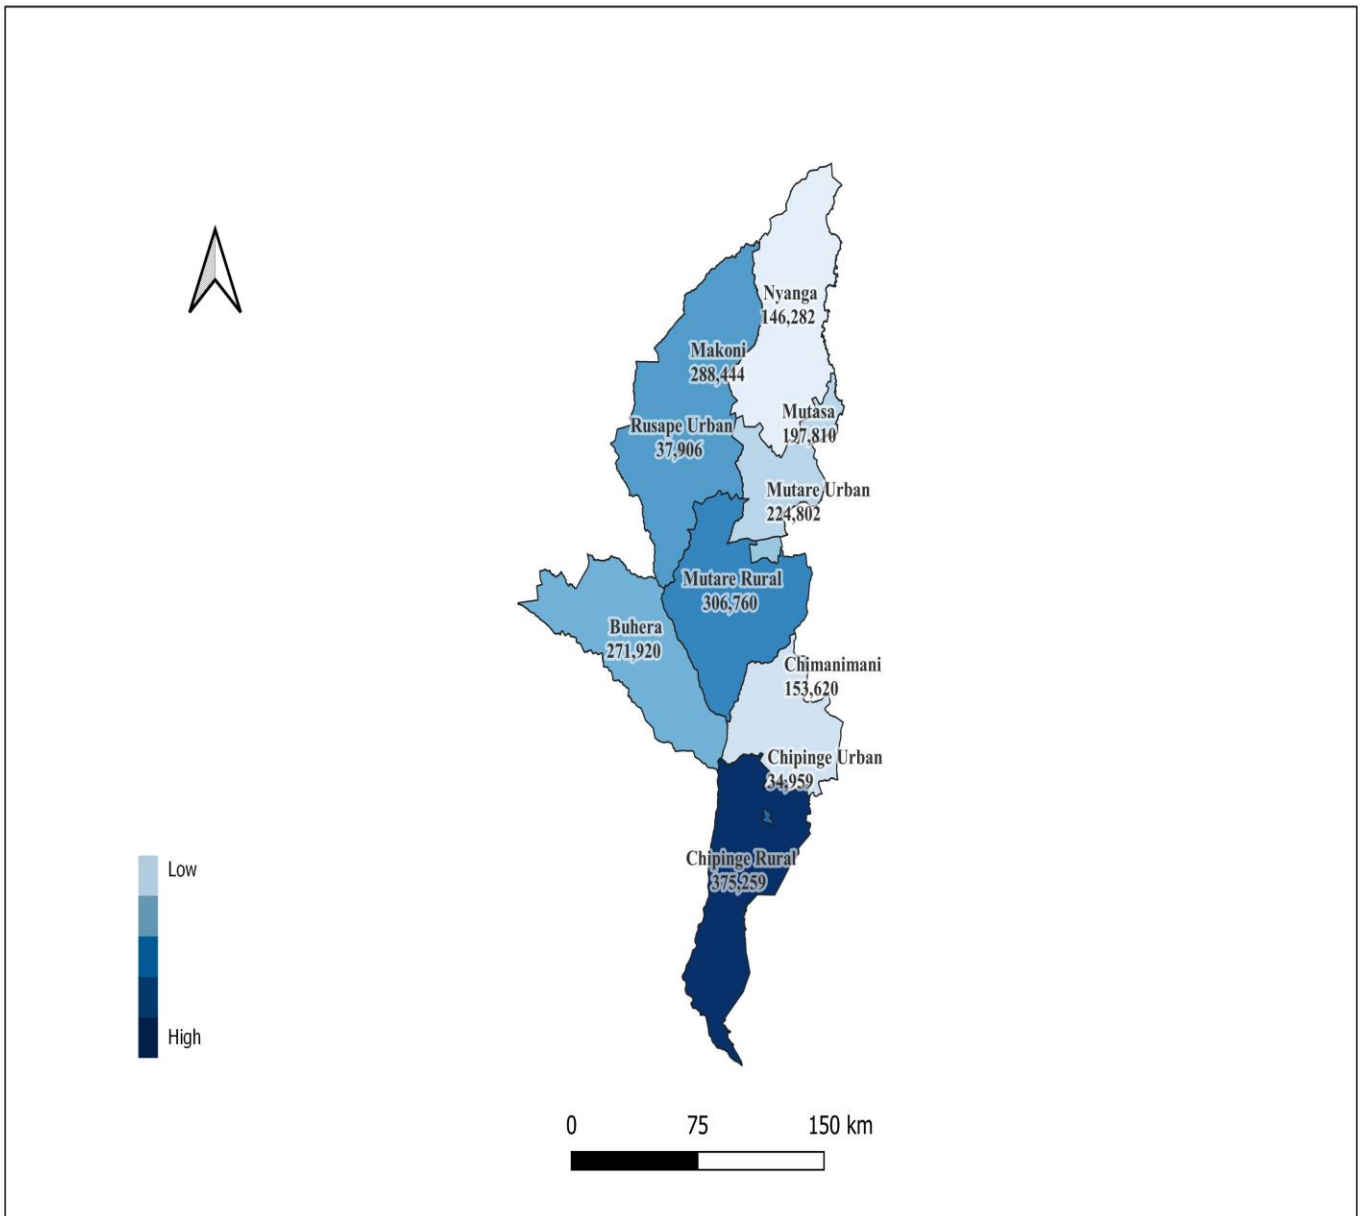 Nyanga
146,282
Makoni
288,444
Mutasa
197,810
Rusape Urban
37,906
Mutare Urban
224,802
Mutare Rural
306,760
Buhera
271,920
Chimanimani
153,620
Chipinge Urban
34,959
Chipinge Rural
375,259
Low
High
0 75 150 km